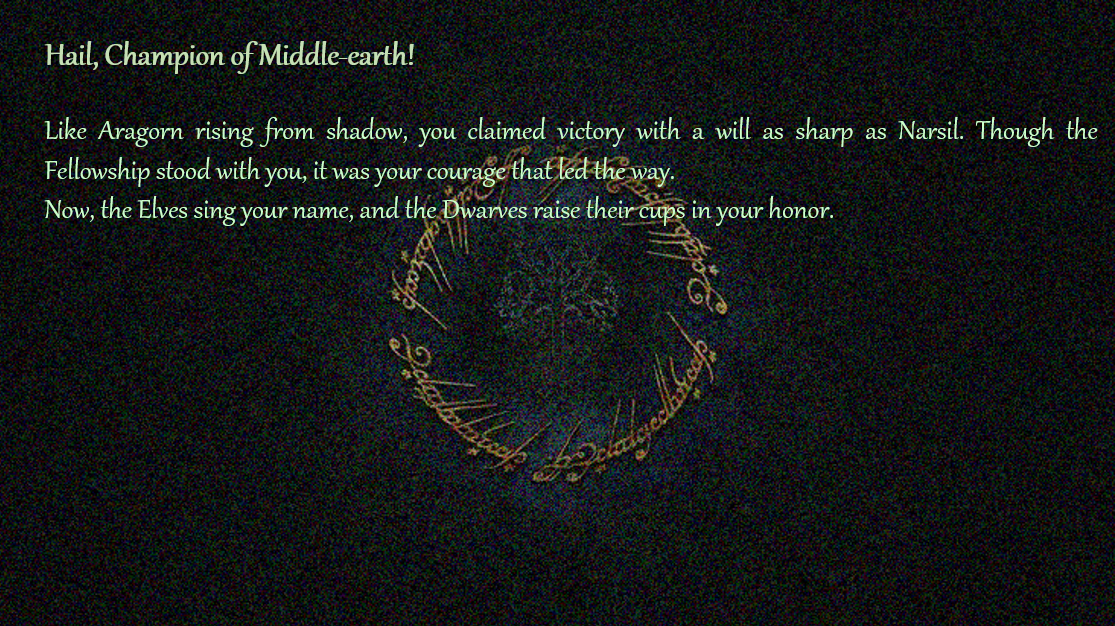 Hail, Champion of Middle-earth!
Like Aragorn rising from shadow, you claimed victory with a will as sharp as Narsil. Though the
Fellowship stood with you, it was your courage that led the way.
Now, the Elves sing your name, and the Dwarves raise their cups in your honor.